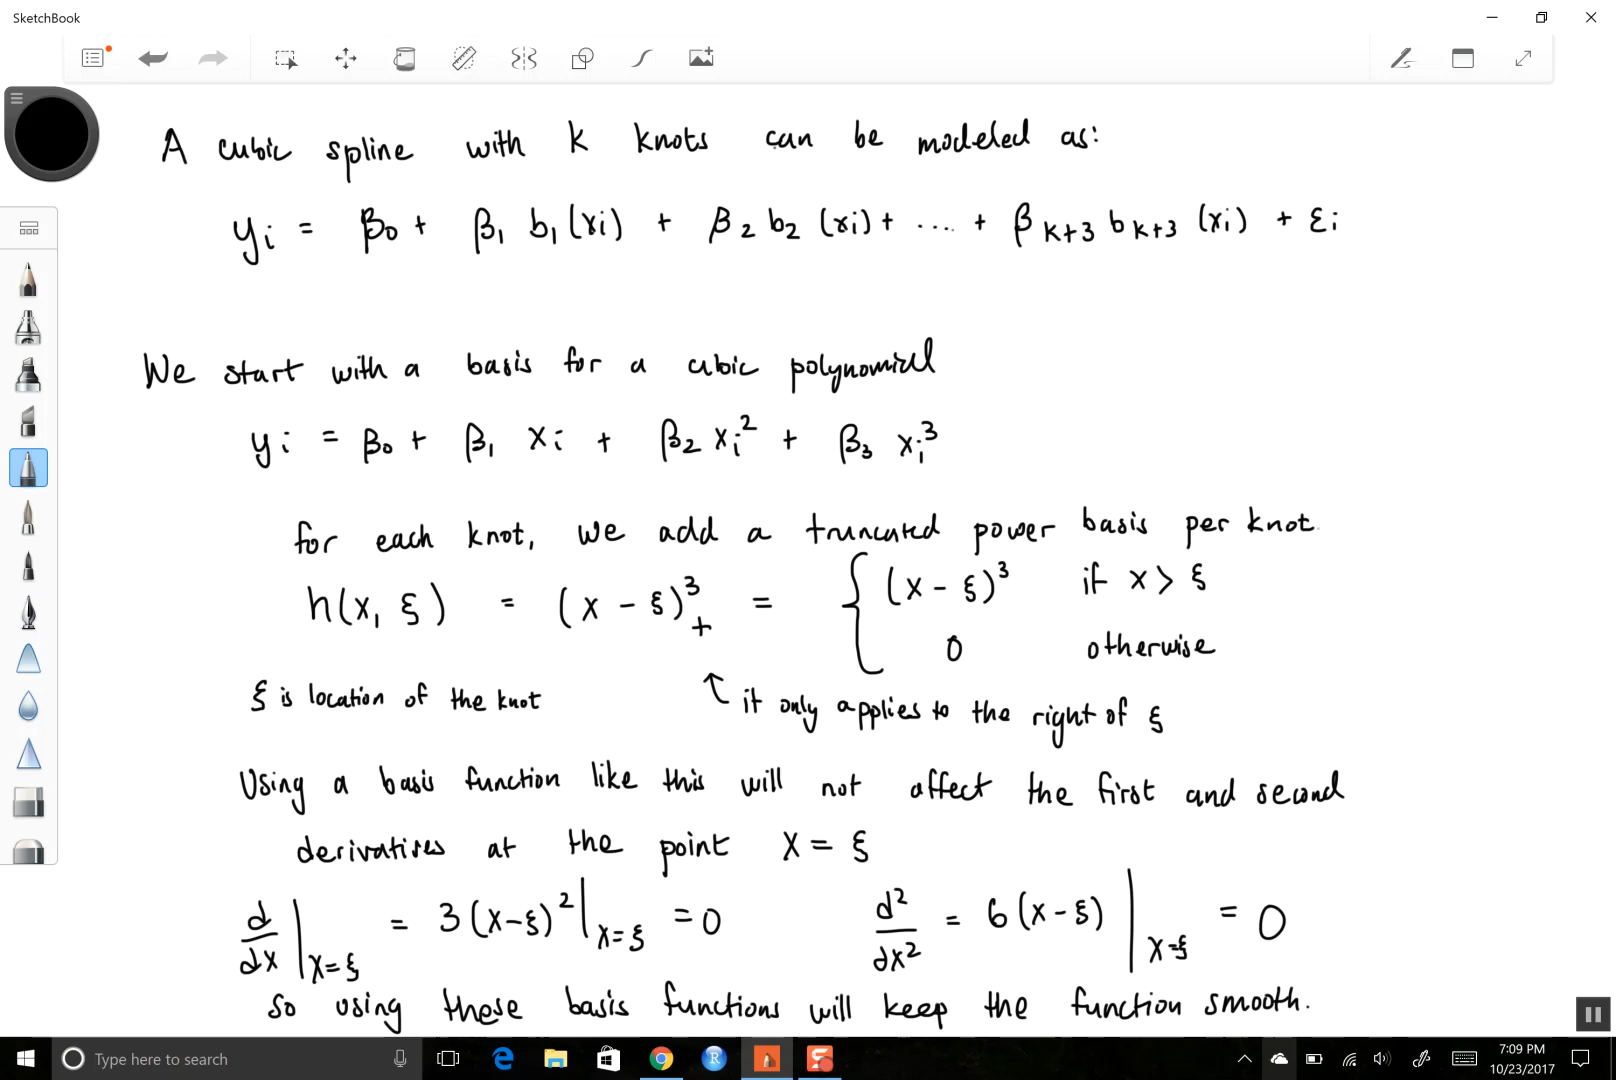 SketchBook
A cubic spline with k knots can be modeled as:
yi = β₀ + β₁ b₁(xi) + β₂ b₂ (xi) + .... + β K+3 b K+3 (xi) + εi
We start with a basis for a cubic polynomial
yi = β₀ + β₁ xi + β₂ xi² + β₃ xi³
for each knot, we add a truncated power basis per knot.
h(x, ξ) = (x - ξ)³₊ = { (x - ξ)³ if x > ξ
0 otherwise
ξ is location of the knot ↑ it only applies to the right of ξ
Using a basis function like this will not affect the first and second
derivatives at the point X = ξ
d/dx |x=ξ = 3(x-ξ)² |x=ξ = 0 d²/dx² = 6(x-ξ) |x=ξ = 0
so using these basis functions will keep the function smooth.
Type here to search
7:09 PM
10/23/2017